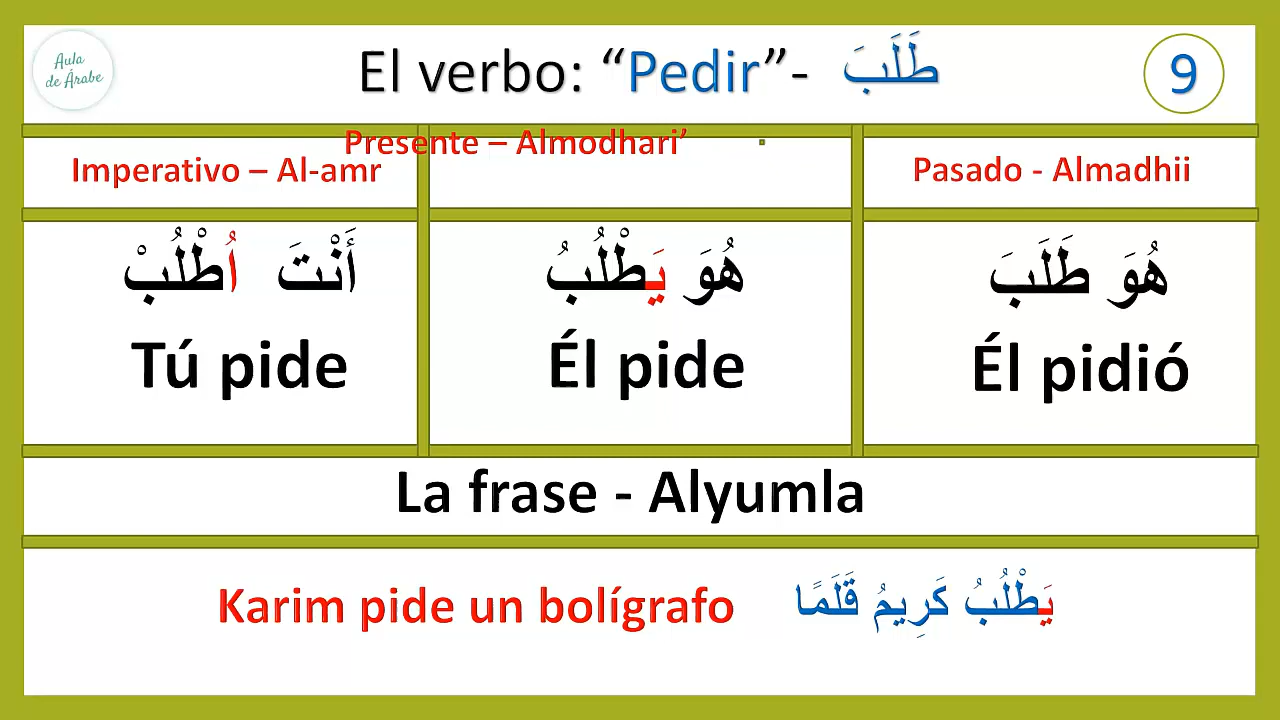 Aula
de Árabe
El verbo: “Pedir”- طَلَبَ
9
Imperativo – Al-amr
Presente – Almodhari’
Pasado - Almadhii
أَنْتَ اُطْلُبْ
Tú pide
هُوَ يَطْلُبُ
Él pide
هُوَ طَلَبَ
Él pidió
La frase - Alyumla
Karim pide un bolígrafo يَطْلُبُ كَرِيمُ قَلَمًا